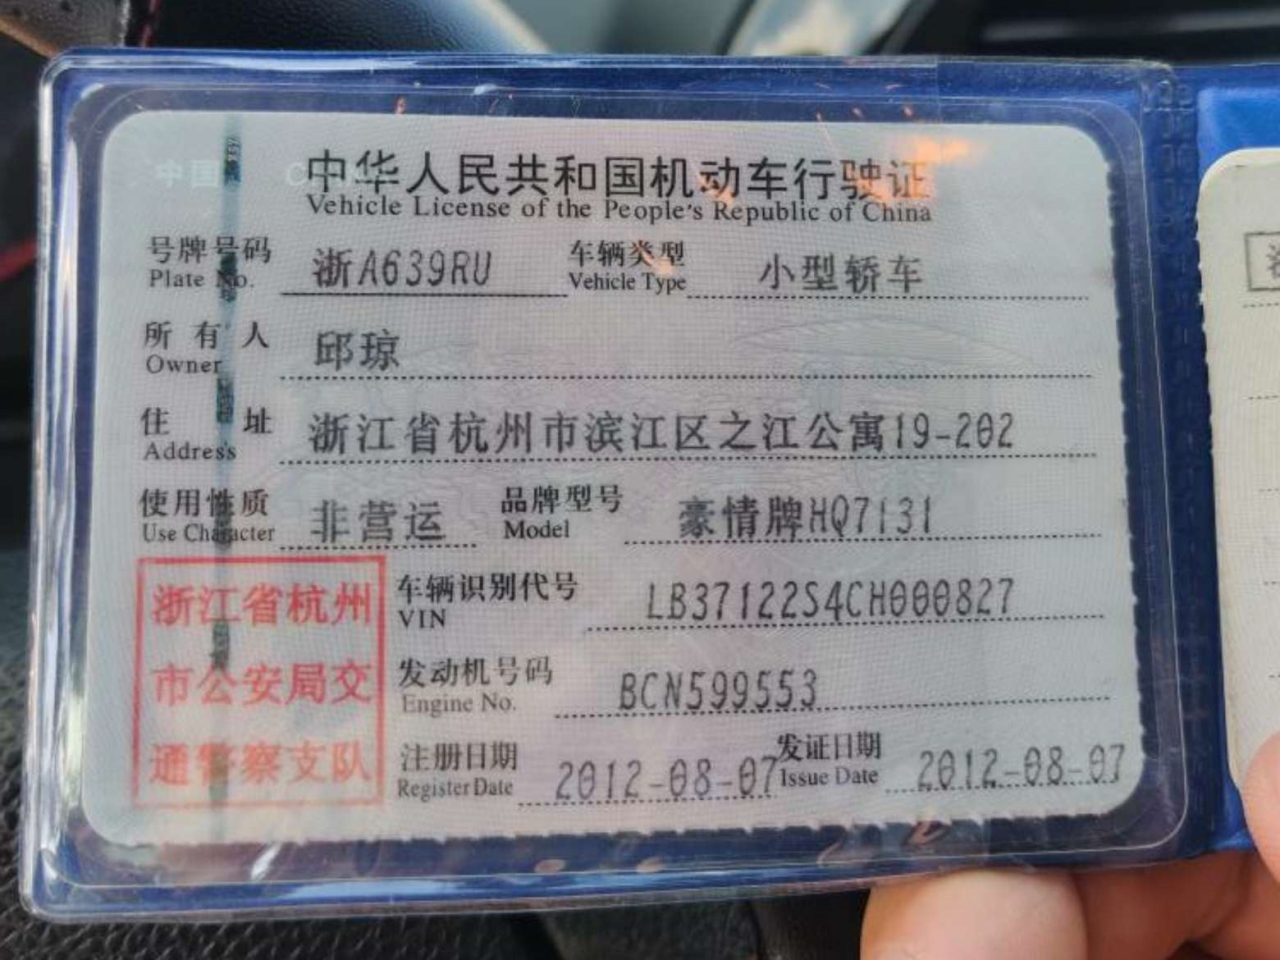 中国 CHINA
中华人民共和国机动车行驶证
Vehicle License of the People's Republic of China
号牌号码 浙A639RU 车辆类型 小型轿车
Plate No. Vehicle Type
所有人 邱琼
Owner
住址 浙江省杭州市滨江区之江公寓19-202
Address
使用性质 非营运 品牌型号 豪情牌HQ7131
Use Character Model
浙江省杭州
市公安局交
通警察支队
车辆识别代号 LB37122S4CH000827
VIN
发动机号码 BCN599553
Engine No.
注册日期 2012-08-07 发证日期 2012-08-07
Register Date Issue Date